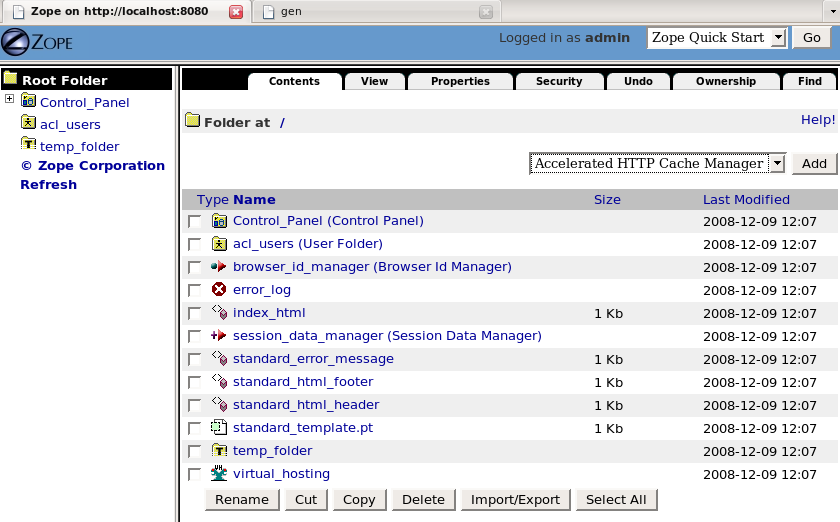 Zope on http://localhost:8080 gen
ZOPE Logged in as admin Zope Quick Start Go
Root Folder
Control_Panel
acl_users
temp_folder
© Zope Corporation
Refresh
Contents View Properties Security Undo Ownership Find
Folder at / Help!
Accelerated HTTP Cache Manager Add
Type Name Size Last Modified
Control_Panel (Control Panel) 2008-12-09 12:07
acl_users (User Folder) 2008-12-09 12:07
browser_id_manager (Browser Id Manager) 2008-12-09 12:07
error_log 2008-12-09 12:07
index_html 1 Kb 2008-12-09 12:07
session_data_manager (Session Data Manager) 2008-12-09 12:07
standard_error_message 1 Kb 2008-12-09 12:07
standard_html_footer 1 Kb 2008-12-09 12:07
standard_html_header 1 Kb 2008-12-09 12:07
standard_template.pt 1 Kb 2008-12-09 12:07
temp_folder 2008-12-09 12:07
virtual_hosting 2008-12-09 12:07
Rename Cut Copy Delete Import/Export Select All